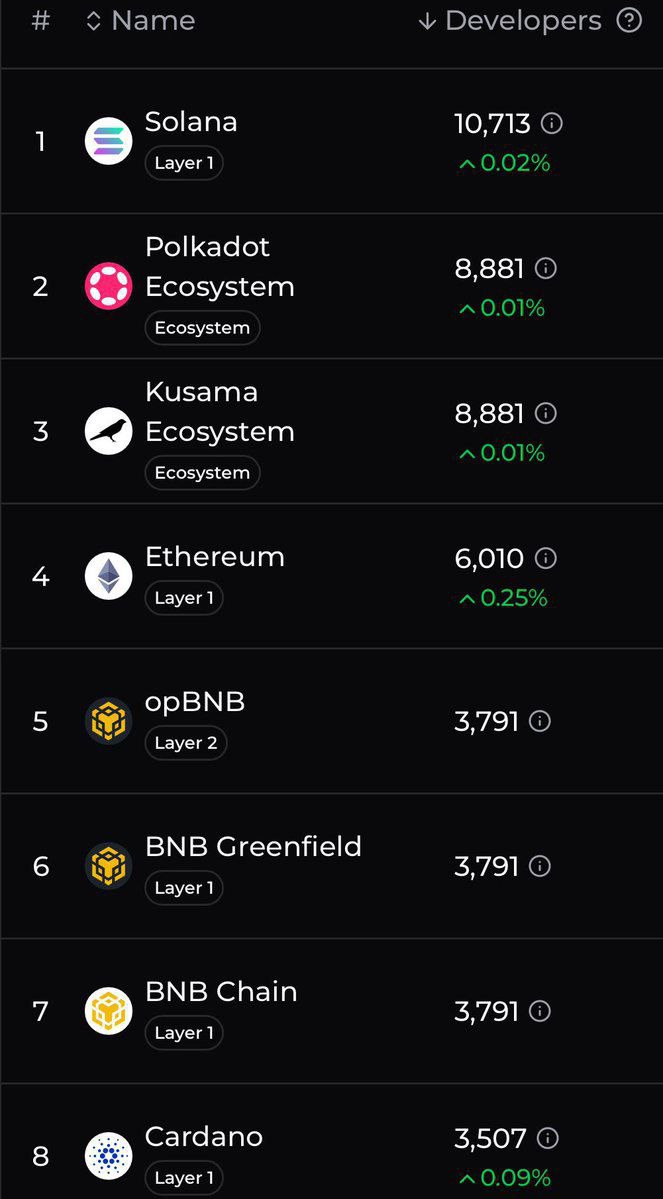 # Name Developers ?
1 Solana 10,713
Layer 1 0.02%
2 Polkadot
Ecosystem 8,881
Ecosystem 0.01%
3 Kusama
Ecosystem 8,881
Ecosystem 0.01%
4 Ethereum 6,010
Layer 1 0.25%
5 opBNB 3,791
Layer 2
6 BNB Greenfield 3,791
Layer 1
7 BNB Chain 3,791
Layer 1
8 Cardano 3,507
Layer 1 0.09%